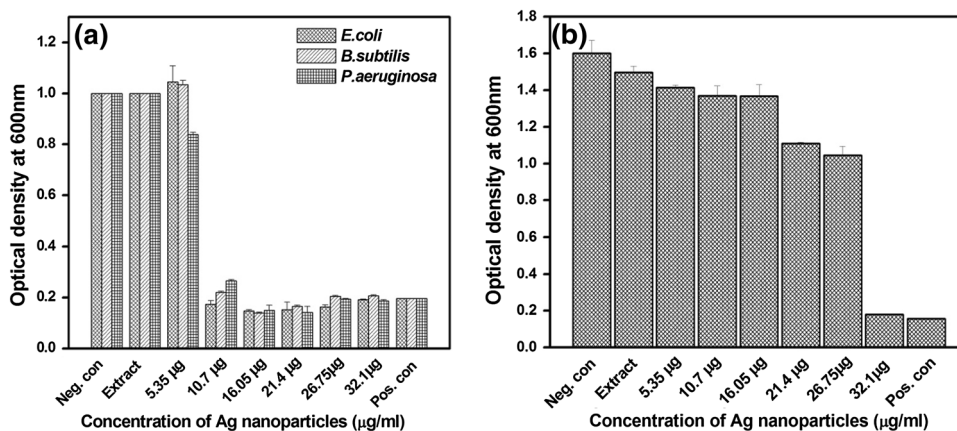 (a)
E.coli
B.subtilis
P.aeruginosa
Optical density at 600nm
1.2
1.0
0.8
0.6
0.4
0.2
0.0
Neg. con
Extract
5.35 µg
10.7 µg
16.05 µg
21.4 µg
26.75µg
32.1µg
Pos. con
Concentration of Ag nanoparticles (µg/ml)
(b)
Optical density at 600nm
1.8
1.6
1.4
1.2
1.0
0.8
0.6
0.4
0.2
0.0
Neg. con
Extract
5.35 µg
10.7 µg
16.05 µg
21.4 µg
26.75µg
32.1µg
Pos. con
Concentration of Ag nanoparticles (µg/ml)